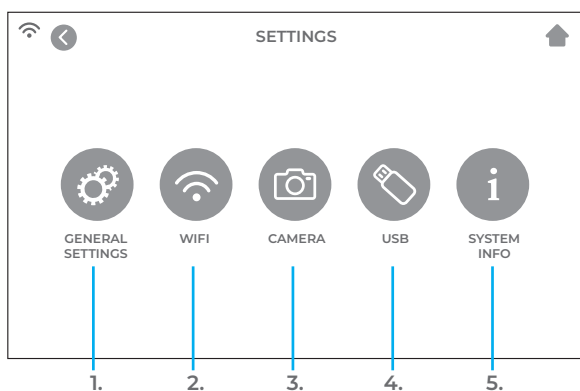 SETTINGS
GENERAL
SETTINGS
WIFI
CAMERA
USB
SYSTEM
INFO
1.
2.
3.
4.
5.